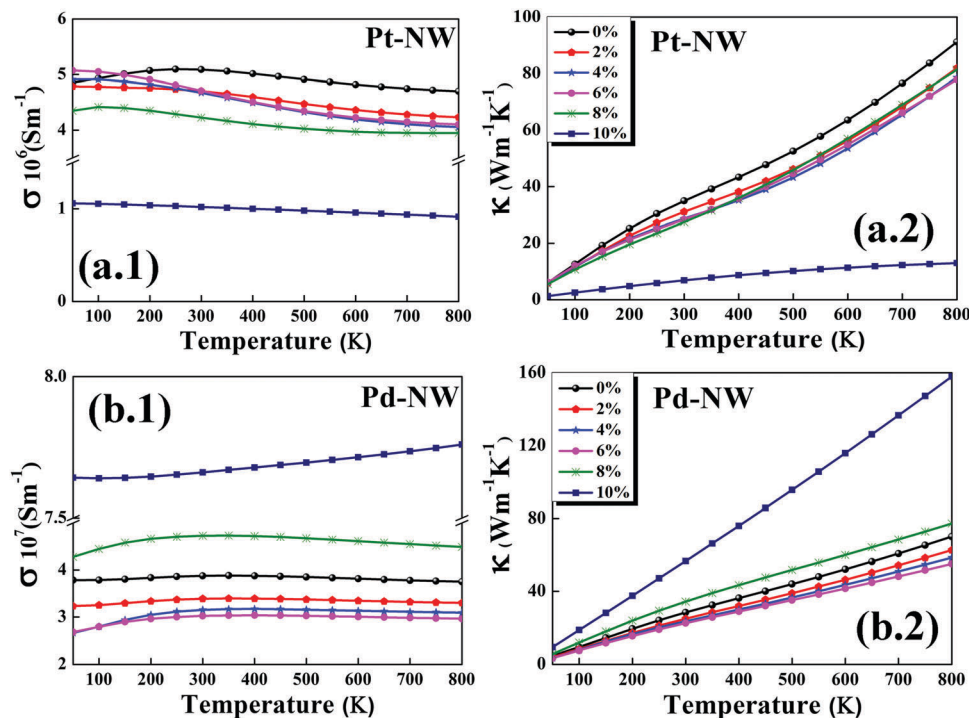 Pt-NW
6
5
4
1
0
σ 10⁶(Sm⁻¹)
(a.1)
100 200 300 400 500 600 700 800
Temperature (K)
Pt-NW
0%
2%
4%
6%
8%
10%
100
80
60
40
20
0
κ (Wm⁻¹K⁻¹)
(a.2)
100 200 300 400 500 600 700 800
Temperature (K)
(b.1)
Pd-NW
8.0
7.5
4
3
2
σ 10⁷(Sm⁻¹)
100 200 300 400 500 600 700 800
Temperature (K)
Pd-NW
0%
2%
4%
6%
8%
10%
160
120
80
40
0
κ (Wm⁻¹K⁻¹)
(b.2)
100 200 300 400 500 600 700 800
Temperature (K)